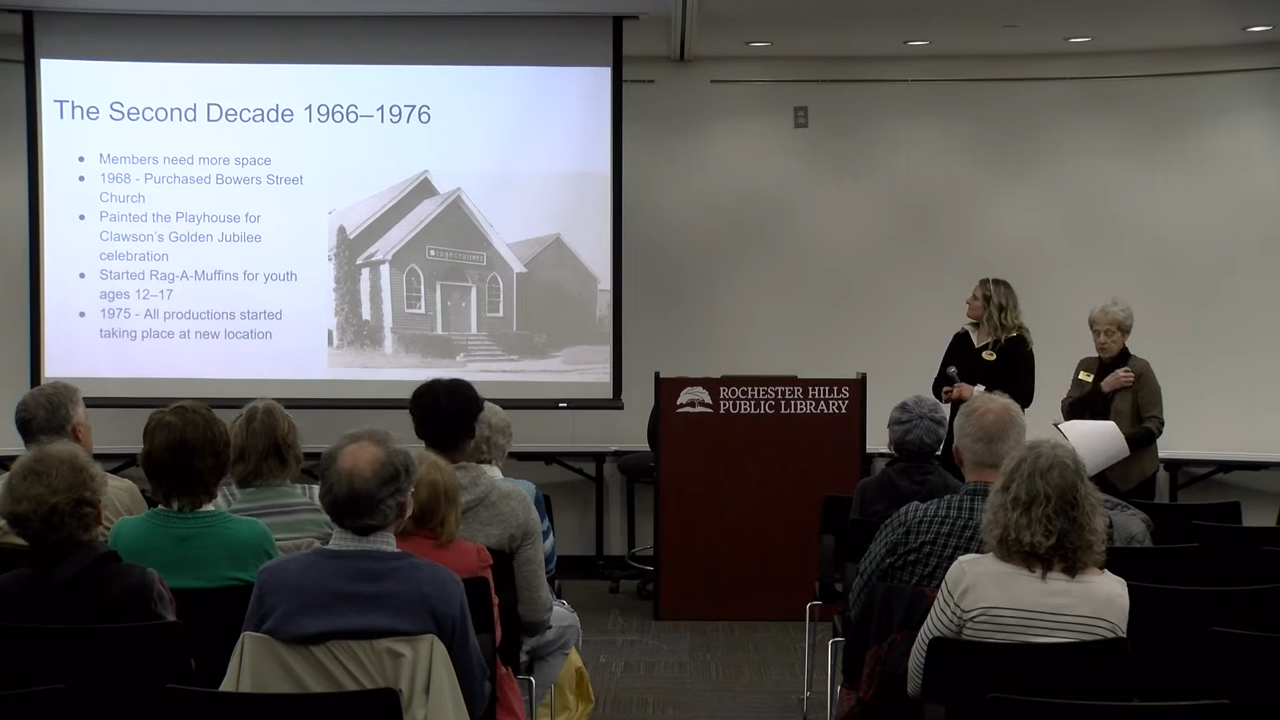 The Second Decade 1966–1976
Members need more space
1968 - Purchased Bowers Street
Church
Painted the Playhouse for
Clawson's Golden Jubilee
celebration
Started Rag-A-Muffins for youth
ages 12–17
1975 - All productions started
taking place at new location
ROCHESTER HILLS
PUBLIC LIBRARY